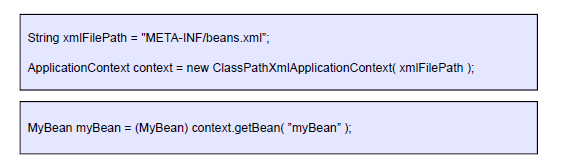 String xmlFilePath = "META-INF/beans.xml”;
ApplicationContext context = new ClassPathXmlApplicationContext( xmlFilePath );
MyBean myBean = (MyBean) context.getBean( ”myBean” );